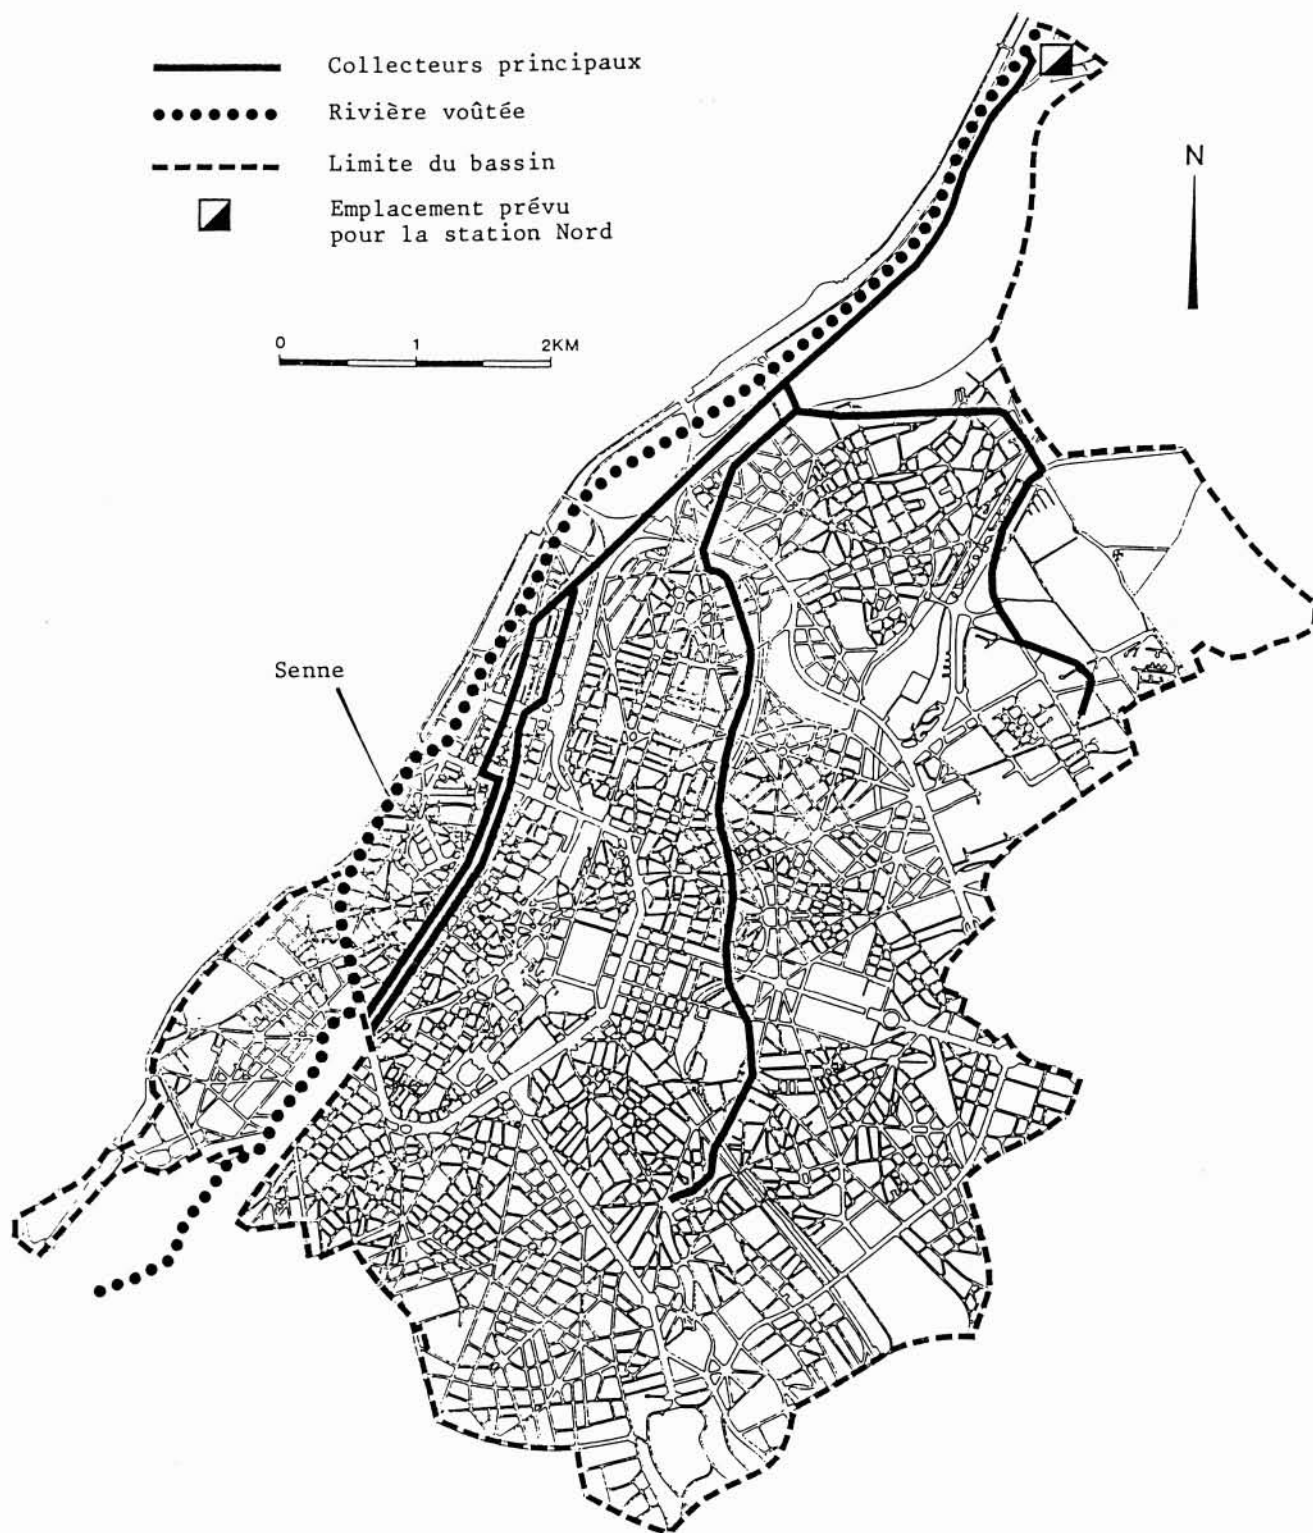 Collecteurs principaux
Rivière voûtée
Limite du bassin
Emplacement prévu
pour la station Nord
N
0 1 2KM
Senne